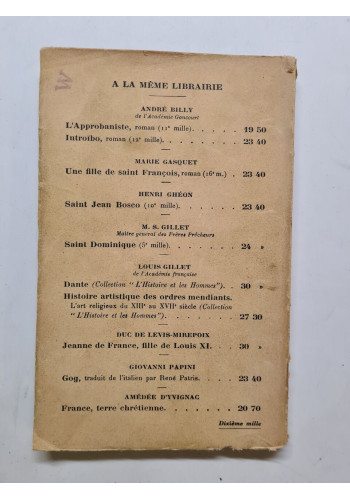 W
A LA MÊME LIBRAIRIE
ANDRÉ BILLY
de l'Académie Goncourt
L'Approbaniste, roman (11e mille). . . . . 19 50
Introïbo, roman (12e mille) . . . . . . . 23 40
MARIE GASQUET
Une fille de saint François, roman (16e m.) . 23 40
HENRI GHÉON
Saint Jean Bosco (10e mille). . . . . . . 23 40
M. S. GILLET
Maître général des Frères Prêcheurs
Saint Dominique (5e mille). . . . . . . 24 »
LOUIS GILLET
de l'Académie française
Dante (Collection "L'Histoire et les Hommes"). . 30 »
Histoire artistique des ordres mendiants.
L'art religieux du XIIIe au XVIIe siècle (Collection
"L'Histoire et les Hommes"). . . . . . 27 30
DUC DE LEVIS-MIREPOIX
Jeanne de France, fille de Louis XI. . . 30 »
GIOVANNI PAPINI
Gog, traduit de l'italien par René Patris. . . . 23 40
AMÉDÉE D'YVIGNAC
France, terre chrétienne. . . . . . . . 20 70
Dixième mille